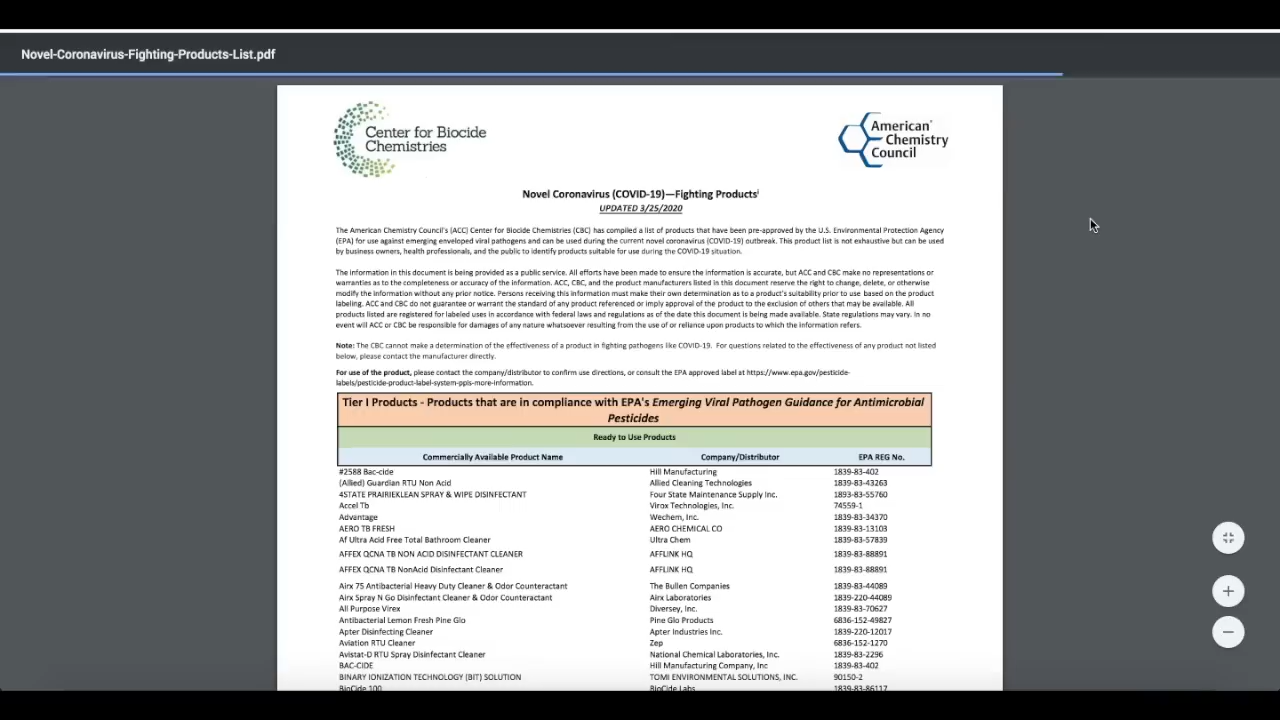 Novel-Coronavirus-Fighting-Products-List.pdf
Center for Biocide
Chemistries
American
Chemistry
Council
Novel Coronavirus (COVID-19)—Fighting Productsi
UPDATED 3/25/2020
The American Chemistry Council's (ACC) Center for Biocide Chemistries (CBC) has compiled a list of products that have been pre-approved by the U.S. Environmental Protection Agency
(EPA) for use against emerging enveloped viral pathogens and can be used during the current novel coronavirus (COVID-19) outbreak. This product list is not exhaustive but can be used
by business owners, health professionals, and the public to identify products suitable for use during the COVID-19 situation.
The information in this document is being provided as a public service. All efforts have been made to ensure the information is accurate, but ACC and CBC make no representations or
warranties as to the completeness or accuracy of the information. ACC, CBC, and the product manufacturers listed in this document reserve the right to change, delete, or otherwise
modify the information without any prior notice. Persons receiving this information must make their own determination as to a product's suitability prior to use based on the product
labeling. ACC and CBC do not guarantee or warrant the standard of any product referenced or imply approval of the product to the exclusion of others that may be available. All
products listed are registered for labeled uses in accordance with federal laws and regulations as of the date this document is being made available. State regulations may vary. In no
event will ACC or CBC be responsible for damages of any nature whatsoever resulting from the use of or reliance upon products to which the information refers.
Note: The CBC cannot make a determination of the effectiveness of a product in fighting pathogens like COVID-19. For questions related to the effectiveness of any product not listed
below, please contact the manufacturer directly.
For use of the product, please contact the company/distributor to confirm use directions, or consult the EPA approved label at https://www.epa.gov/pesticide-
labels/pesticide-product-label-system-ppls-more-information.
Tier I Products - Products that are in compliance with EPA's Emerging Viral Pathogen Guidance for Antimicrobial
Pesticides
Ready to Use Products
Commercially Available Product Name Company/Distributor EPA REG No.
#2588 Bac-cide Hill Manufacturing 1839-83-402
(Allied) Guardian RTU Non Acid Allied Cleaning Technologies 1839-83-43263
4STATE PRAIRIEKLEAN SPRAY & WIPE DISINFECTANT Four State Maintenance Supply Inc. 1893-83-55760
Accel Tb Virox Technologies, Inc. 74559-1
Advantage Wechem, Inc. 1839-83-34370
AERO TB FRESH AERO CHEMICAL CO 1839-83-13103
Af Ultra Acid Free Total Bathroom Cleaner Ultra Chem 1839-83-57839
AFFEX QCNA TB NON ACID DISINFECTANT CLEANER AFFLINK HQ 1839-83-88891
AFFEX QCNA TB NonAcid Disinfectant Cleaner AFFLINK HQ 1839-83-88891
Airx 75 Antibacterial Heavy Duty Cleaner & Odor Counteractant The Bullen Companies 1839-83-44089
Airx Spray N Go Disinfectant Cleaner & Odor Counteractant Airx Laboratories 1839-220-44089
All Purpose Virex Diversey, Inc. 1839-83-70627
Antibacterial Lemon Fresh Pine Glo Pine Glo Products 6836-152-49827
Apter Disinfecting Cleaner Apter Industries Inc. 1839-220-12017
Aviation RTU Cleaner Zep 6836-152-1270
Avistat-D RTU Spray Disinfectant Cleaner National Chemical Laboratories, Inc. 1839-83-2296
BAC-CIDE Hill Manufacturing Company, Inc 1839-83-402
BINARY IONIZATION TECHNOLOGY (BIT) SOLUTION TOMI ENVIRONMENTAL SOLUTIONS, INC. 90150-2
BioCide 100 BioCide Labs 1839-83-86117